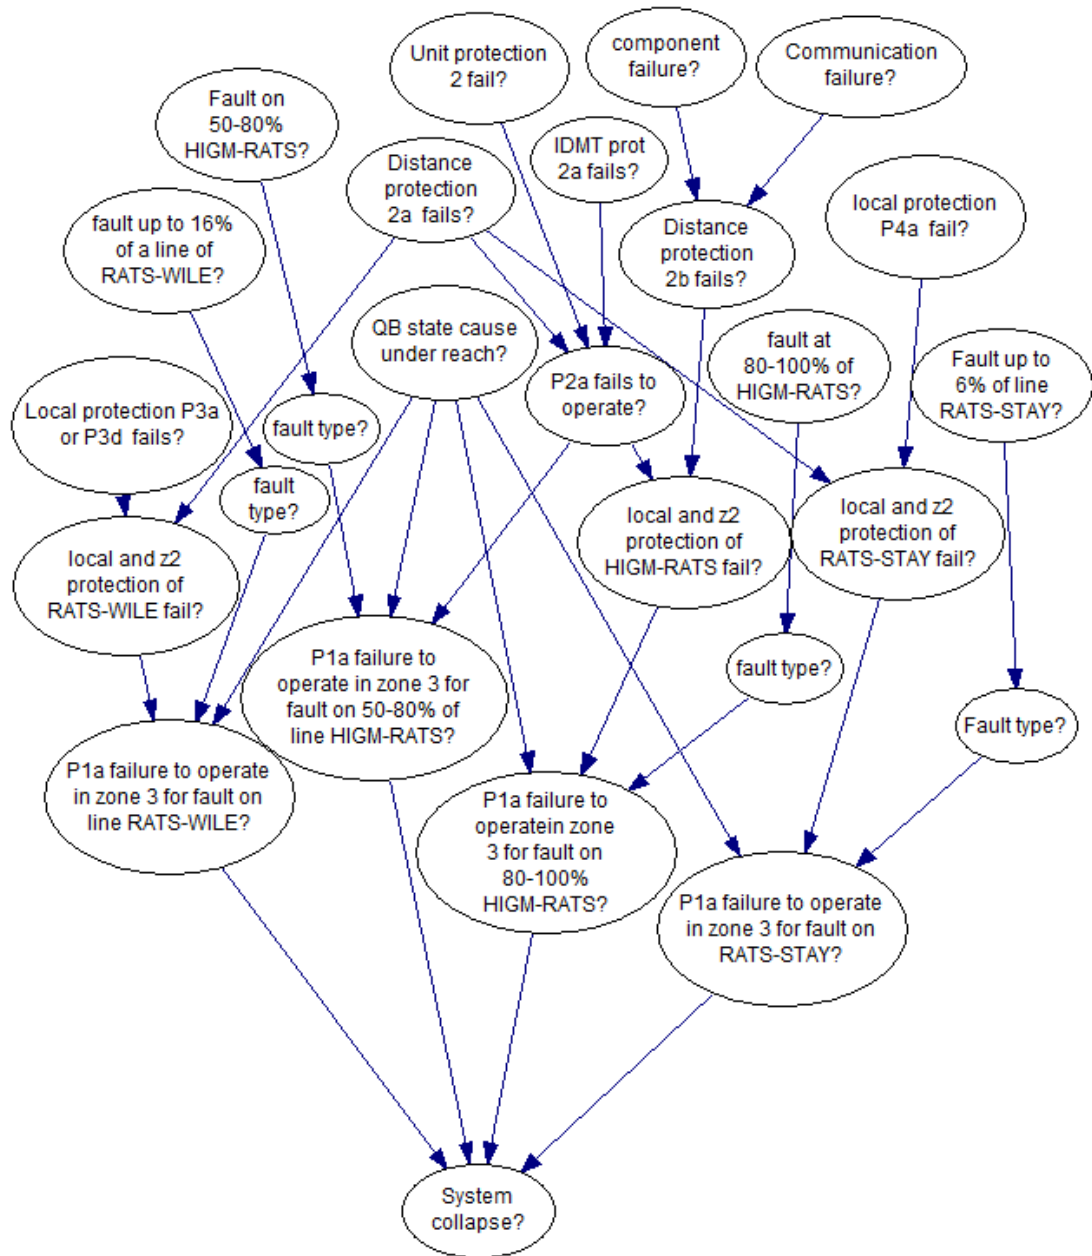 Unit protection
2 fail?
component
failure?
Communication
failure?
Fault on
50-80%
HIGM-RATS?
Distance
protection
2a fails?
IDMT prot
2a fails?
local protection
P4a fail?
fault up to 16%
of a line of
RATS-WILE?
Distance
protection
2b fails?
QB state cause
under reach?
fault at
80-100% of
HIGM-RATS?
Fault up to
6% of line
RATS-STAY?
P2a fails to
operate?
Local protection P3a
or P3d fails?
fault type?
fault
type?
local and z2
protection of
RATS-WILE fail?
local and z2
protection of
HIGM-RATS fail?
local and z2
protection of
RATS-STAY fail?
P1a failure to
operate in zone 3 for
fault on 50-80% of
line HIGM-RATS?
fault type?
Fault type?
P1a failure to operate
in zone 3 for fault on
line RATS-WILE?
P1a failure to
operatein zone
3 for fault on
80-100%
HIGM-RATS?
P1a failure to operate
in zone 3 for fault on
RATS-STAY?
System
collapse?